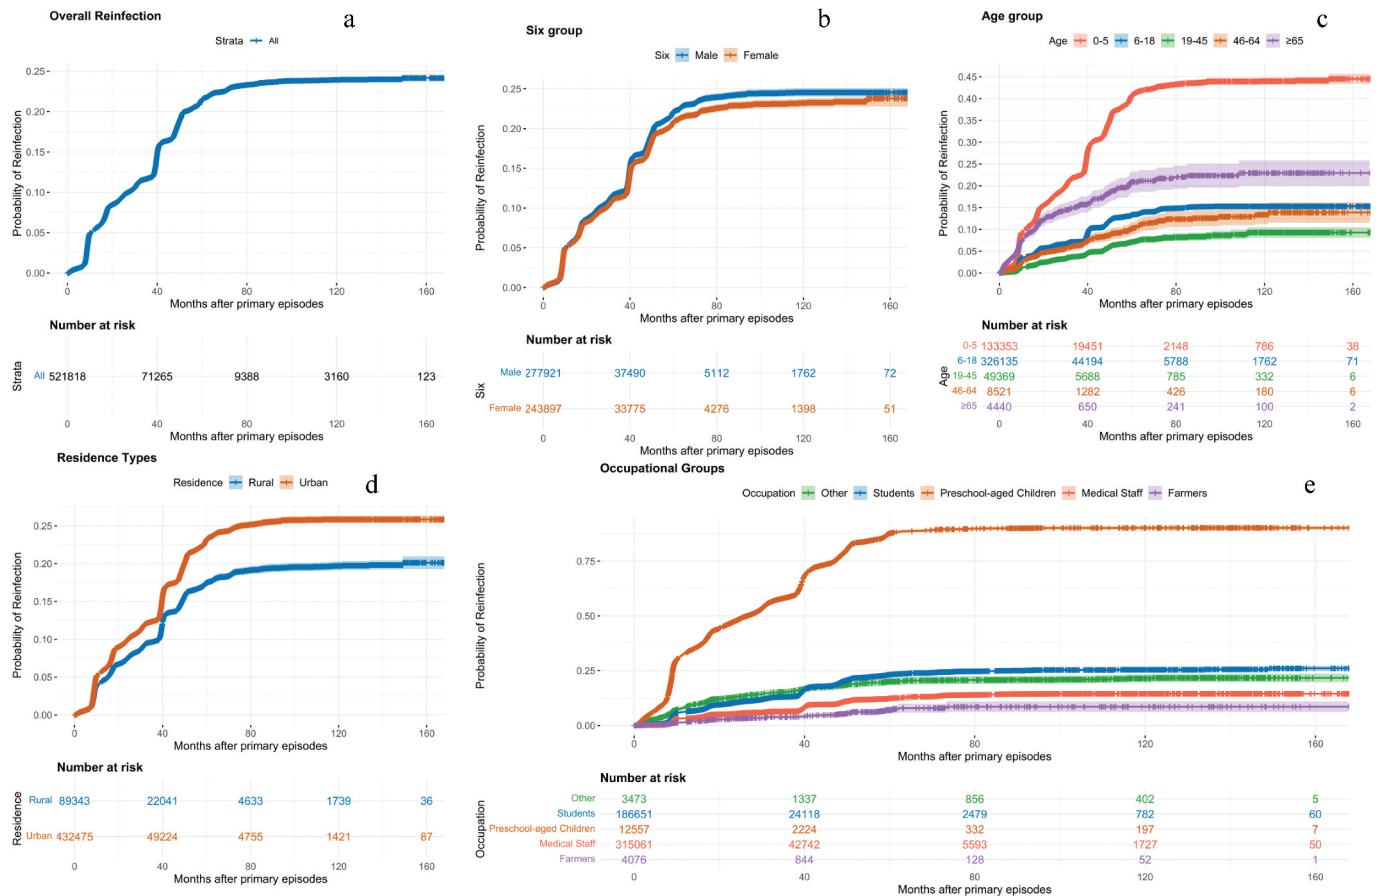 Overall Reinfection
a
Strata All
Probability of Reinfection
0.25
0.20
0.15
0.10
0.05
0.00
0 40 80 120 160
Months after primary episodes
Number at risk
Strata
All 521818 71265 9388 3160 123
0 40 80 120 160
Months after primary episodes
Six group
b
Six Male Female
Probability of Reinfection
0.25
0.20
0.15
0.10
0.05
0.00
0 40 80 120 160
Months after primary episodes
Number at risk
Six
Male 277921 37490 5112 1762 72
Female 243897 33775 4276 1398 51
0 40 80 120 160
Months after primary episodes
Age group
c
Age 0-5 6-18 19-45 46-64 ≥65
Probability of Reinfection
0.45
0.40
0.35
0.30
0.25
0.20
0.15
0.10
0.05
0.00
0 40 80 120 160
Months after primary episodes
Number at risk
Age
0-5 133353 19451 2148 786 38
6-18 326135 44194 5788 1762 71
19-45 49369 5688 785 332 6
46-64 8521 1282 426 180 6
≥65 4440 650 241 100 2
0 40 80 120 160
Months after primary episodes
Residence Types
d
Residence Rural Urban
Probability of Reinfection
0.25
0.20
0.15
0.10
0.05
0.00
0 40 80 120 160
Months after primary episodes
Number at risk
Residence
Rural 89343 22041 4633 1739 36
Urban 432475 49224 4755 1421 87
0 40 80 120 160
Months after primary episodes
Occupational Groups
e
Occupation Other Students Preschool-aged Children Medical Staff Farmers
Probability of Reinfection
0.75
0.50
0.25
0.00
0 40 80 120 160
Months after primary episodes
Number at risk
Occupation
Other 3473 1337 856 402 5
Students 186651 24118 2479 782 60
Preschool-aged Children 12557 2224 332 197 7
Medical Staff 315061 42742 5593 1727 50
Farmers 4076 844 128 52 1
0 40 80 120 160
Months after primary episodes